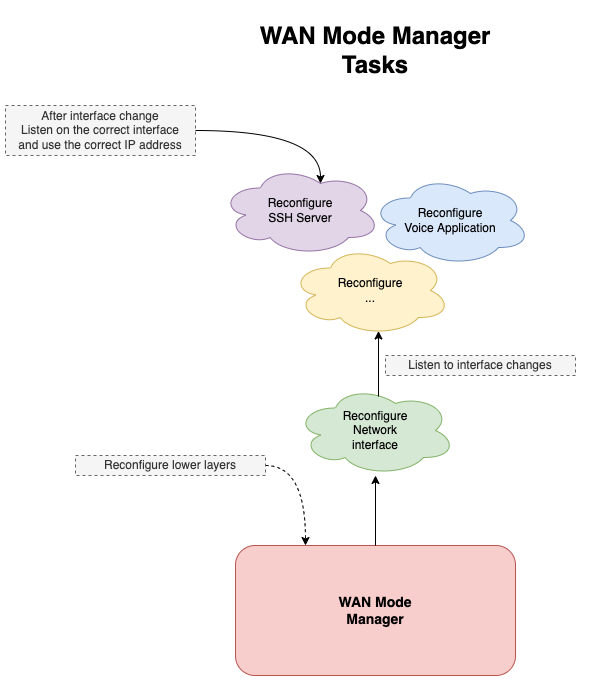 WAN Mode Manager
Tasks
After interface change
Listen on the correct interface
and use the correct IP address
Reconfigure
SSH Server
Reconfigure
Voice Application
Reconfigure
...
Listen to interface changes
Reconfigure
Network
interface
Reconfigure lower layers
WAN Mode
Manager